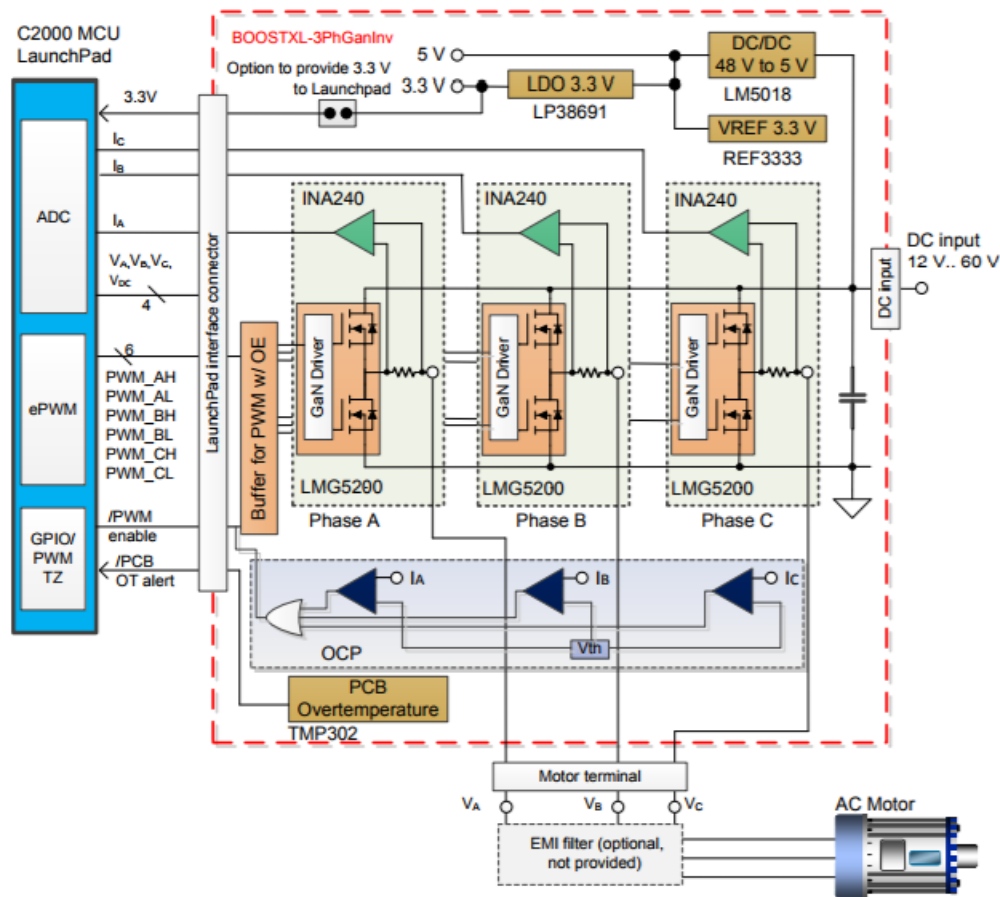 C2000 MCU
LaunchPad
BOOSTXL-3PhGanInv
Option to provide 3.3 V
to Launchpad
5 V
3.3 V
LDO 3.3 V
LP38691
DC/DC
48 V to 5 V
LM5018
VREF 3.3 V
REF3333
3.3V
IC
IB
IA
ADC
VA,VB,VC,
VDC
4
LaunchPad interface connector
INA240
INA240
INA240
DC input
12 V.. 60 V
DC input
6
PWM_AH
PWM_AL
PWM_BH
PWM_BL
PWM_CH
PWM_CL
ePWM
Buffer for PWM w/ OE
GaN Driver
GaN Driver
GaN Driver
LMG5200
LMG5200
LMG5200
Phase A
Phase B
Phase C
GPIO/
PWM
TZ
/PWM
enable
/PCB
OT alert
IA
IB
IC
Vth
OCP
PCB
Overtemperature
TMP302
Motor terminal
VA
VB
VC
EMI filter (optional,
not provided)
AC Motor